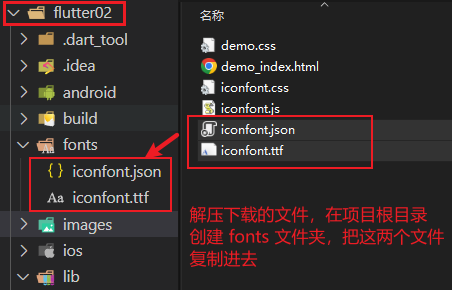 flutter02
.dart_tool
.idea
android
build
fonts
{ } iconfont.json
Aa iconfont.ttf
images
ios
lib
名称
demo.css
demo_index.html
iconfont.css
iconfont.js
iconfont.json
iconfont.ttf
解压下载的文件，在项目根目录
创建 fonts 文件夹，把这两个文件
复制进去